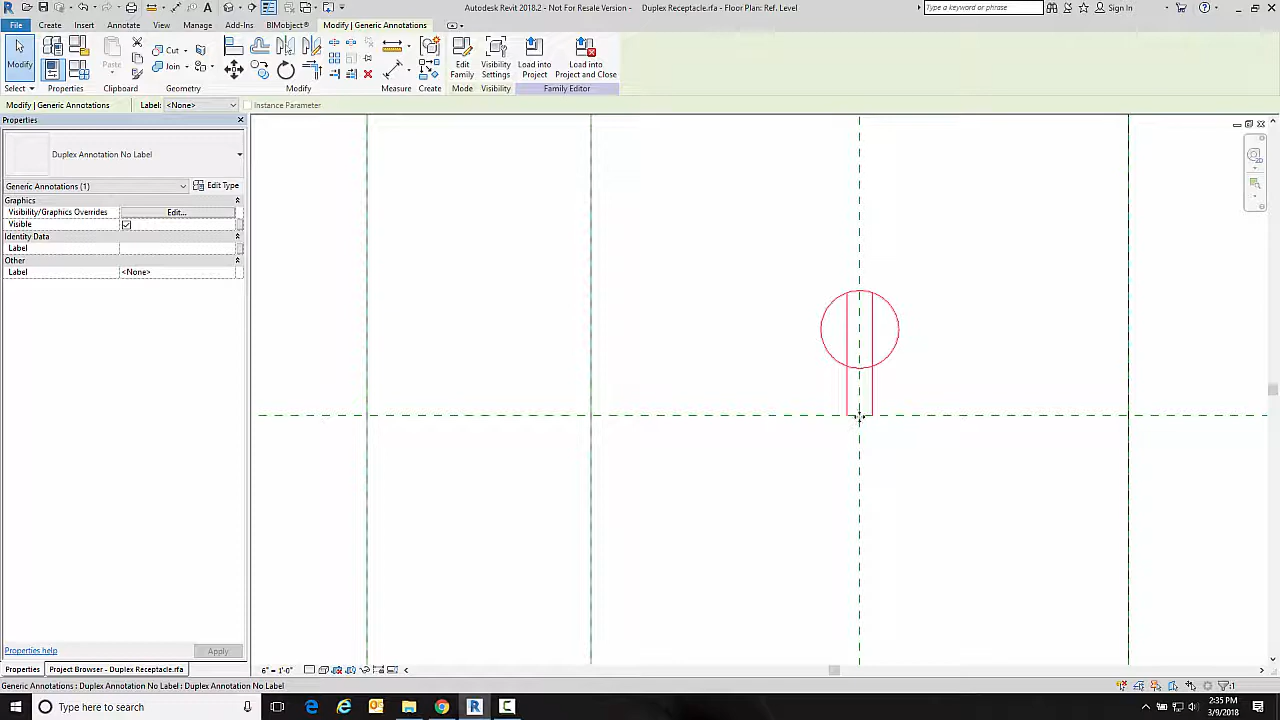 Autodesk Revit 2018.2 - Not For Resale Version - Duplex Receptacle.rfa - Floor Plan: Ref. Level
Type a keyword or phrase
Sign In
File Create Insert Annotate View Manage Add-Ins BIMobject® Modify | Generic Annotations
Modify
Paste
Cut
Join
Edit Family
Visibility Settings
Load into Project
Load into Project and Close
Select Properties Clipboard Geometry Modify Measure Create Mode Visibility Family Editor
Modify | Generic Annotations Label: <None> Instance Parameter
Properties
Duplex Annotation No Label
Generic Annotations (1) Edit Type
Graphics
Visibility/Graphics Overrides Edit...
Visible
Identity Data
Label
Other
Label <None>
Properties help Apply
Properties Project Browser - Duplex Receptacle.rfa
6" = 1'-0"
Generic Annotations : Duplex Annotation No Label : Duplex Annotation No Label
:1
Type here to search
2:35 PM
3/9/2018